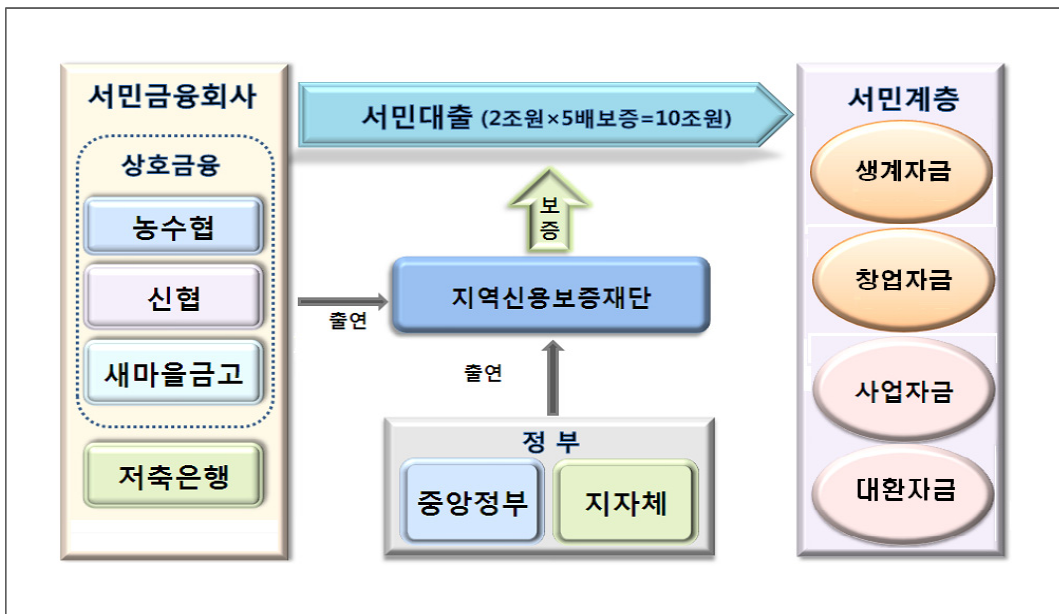 서민금융회사
상호금융
농수협
신협
새마을금고
저축은행
서민대출 (2조원×5배보증=10조원)
보
증
지역신용보증재단
출연
출연
정 부
중앙정부
지자체
서민계층
생계자금
창업자금
사업자금
대환자금